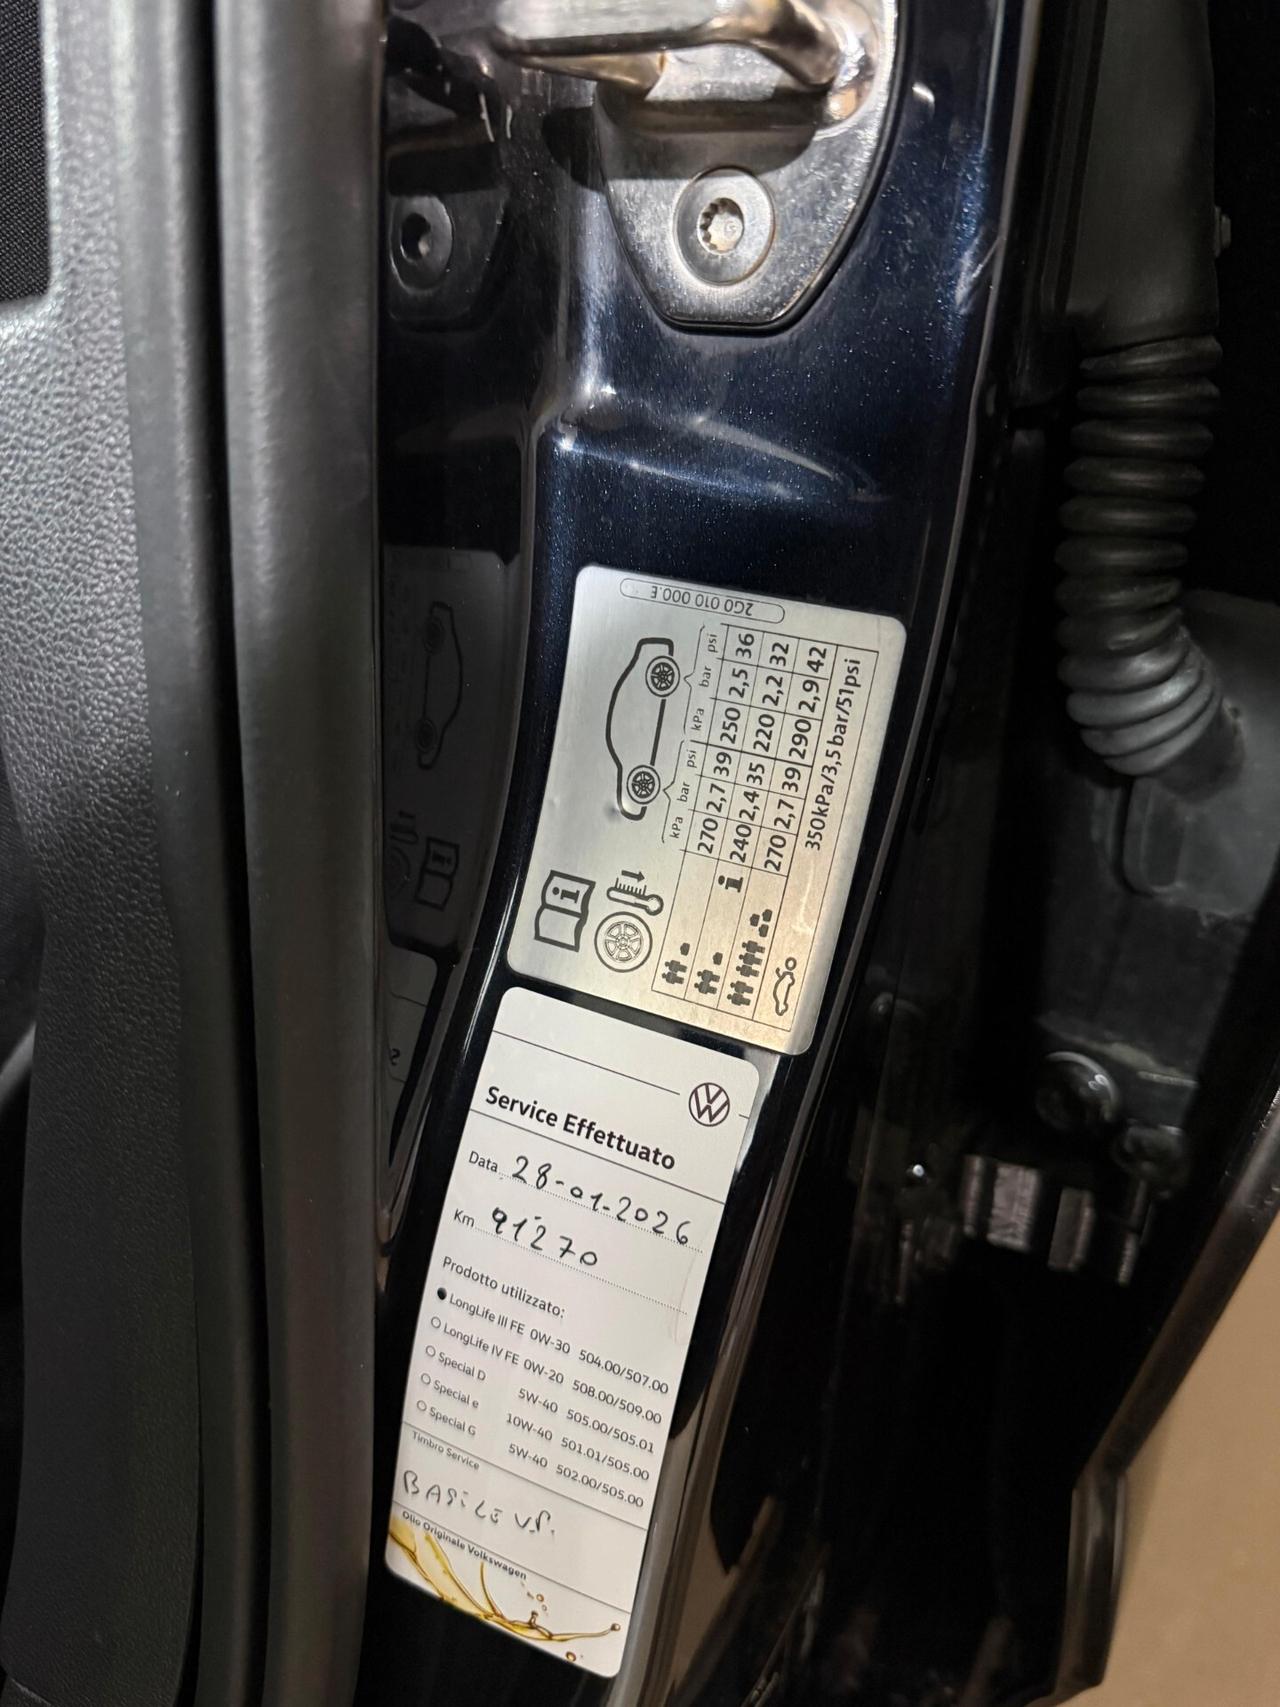 2G0 010 000.E
kPa bar psi kPa bar psi
270 2,7 39 250 2,5 36
i 240 2,4 35 220 2,2 32
270 2,7 39 290 2,9 42
350kPa/3,5bar/51psi
Service Effettuato
Data 28-01-2026
Km 91'270
Prodotto utilizzato:
LongLife III FE 0W-30 504.00/507.00
LongLife IV FE 0W-20 508.00/509.00
Special D 5W-40 505.00/505.01
Special e 10W-40 501.01/505.00
Special G 5W-40 502.00/505.00
Timbro Service
Olio Originale Volkswagen